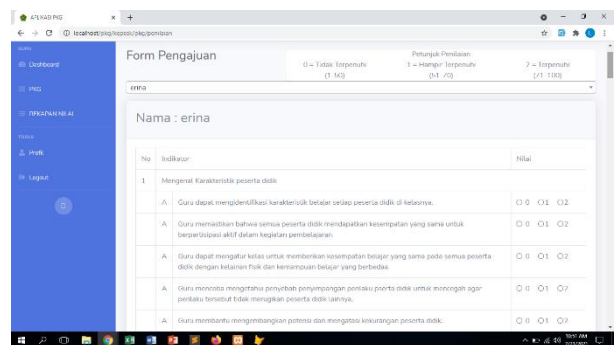 APLIKASI PKG
localhost/pkg/kepsek/pkg/penilaian
Dashboard
PKG
REKAPAN NILAI
Profil
Logout
Form Pengajuan
Petunjuk Penilaian
0 = Tidak Terpenuhi
1 = Hampir Terpenuhi
2 = Terpenuhi
(1-50)
(51-70)
(71-100)
erina
Nama : erina
No Indikator Nilai
1 Mengenal Karakteristik peserta didik
A Guru dapat mengidentifikasi karakteristik belajar setiap peserta didik di kelasnya. 0 1 2
A Guru memastikan bahwa semua peserta didik mendapatkan kesempatan yang sama untuk
berpartisipasi aktif dalam kegiatan pembelajaran. 0 1 2
A Guru dapat mengatur kelas untuk memberikan kesempatan belajar yang sama pada semua peserta
didik dengan kelainan fisik dan kemampuan belajar yang berbedaa. 0 1 2
A Guru mencoba mengetahui penyebab penyimpangan perilaku peerta didik untuk mencegah agar
perilaku tersebut tidak merugikan peserta didik lainnya. 0 1 2
A Guru membantu mengembangkan potensi dan mengatasi kekurangan peserta didik. 0 1 2
10:51 AM